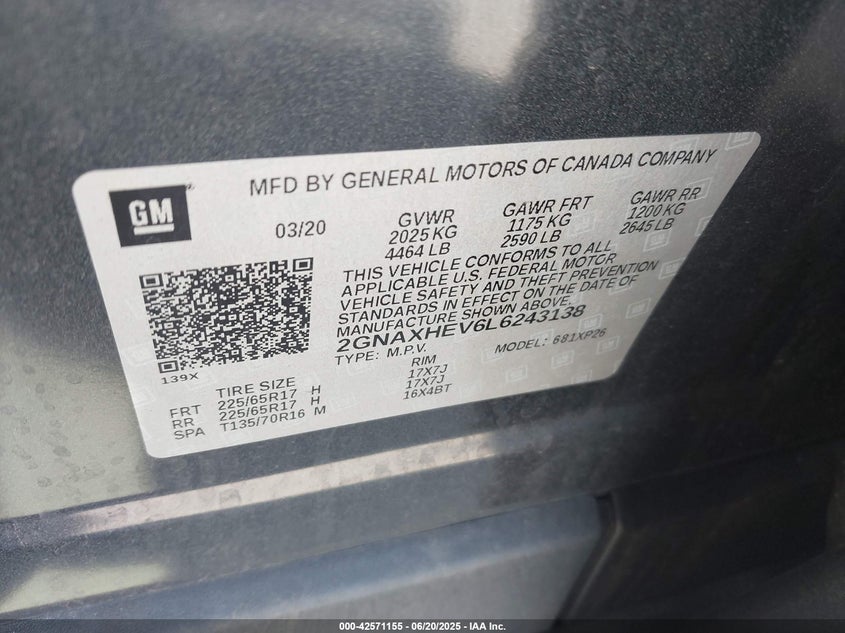 GM
MFD BY GENERAL MOTORS OF CANADA COMPANY
03/20
GVWR
2025 KG
4464 LB
GAWR FRT
1175 KG
2590 LB
GAWR RR
1200 KG
2645 LB
THIS VEHICLE CONFORMS TO ALL
APPLICABLE U.S. FEDERAL MOTOR
VEHICLE SAFETY AND THEFT PREVENTION
STANDARDS IN EFFECT ON THE DATE OF
MANUFACTURE SHOWN ABOVE.
2GNAXHEV6L6243138
TYPE: M.P.V. MODEL: 681XP26
139X
TIRE SIZE RIM
FRT 225/65R17 H 17X7J
RR 225/65R17 H 17X7J
SPA T135/70R16 M 16X4BT
000-42571155 - 06/20/2025 - IAA Inc.